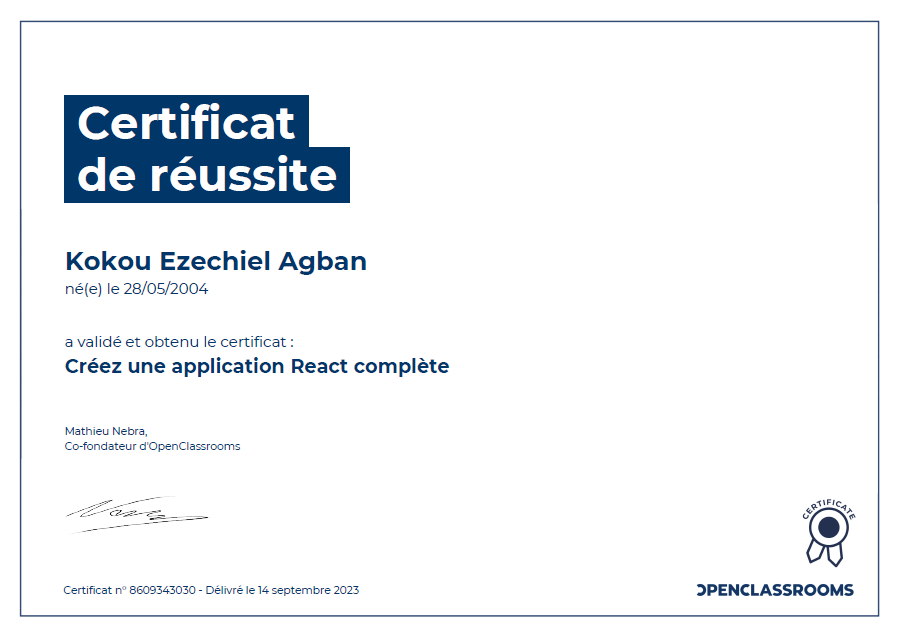 Certificat
de réussite
Kokou Ezechiel Agban
né(e) le 28/05/2004
a validé et obtenu le certificat :
Créez une application React complète
Mathieu Nebra,
Co-fondateur d'OpenClassrooms
CERTIFICATE
Certificat n° 8609343030 - Délivré le 14 septembre 2023
OPENCLASSROOMS